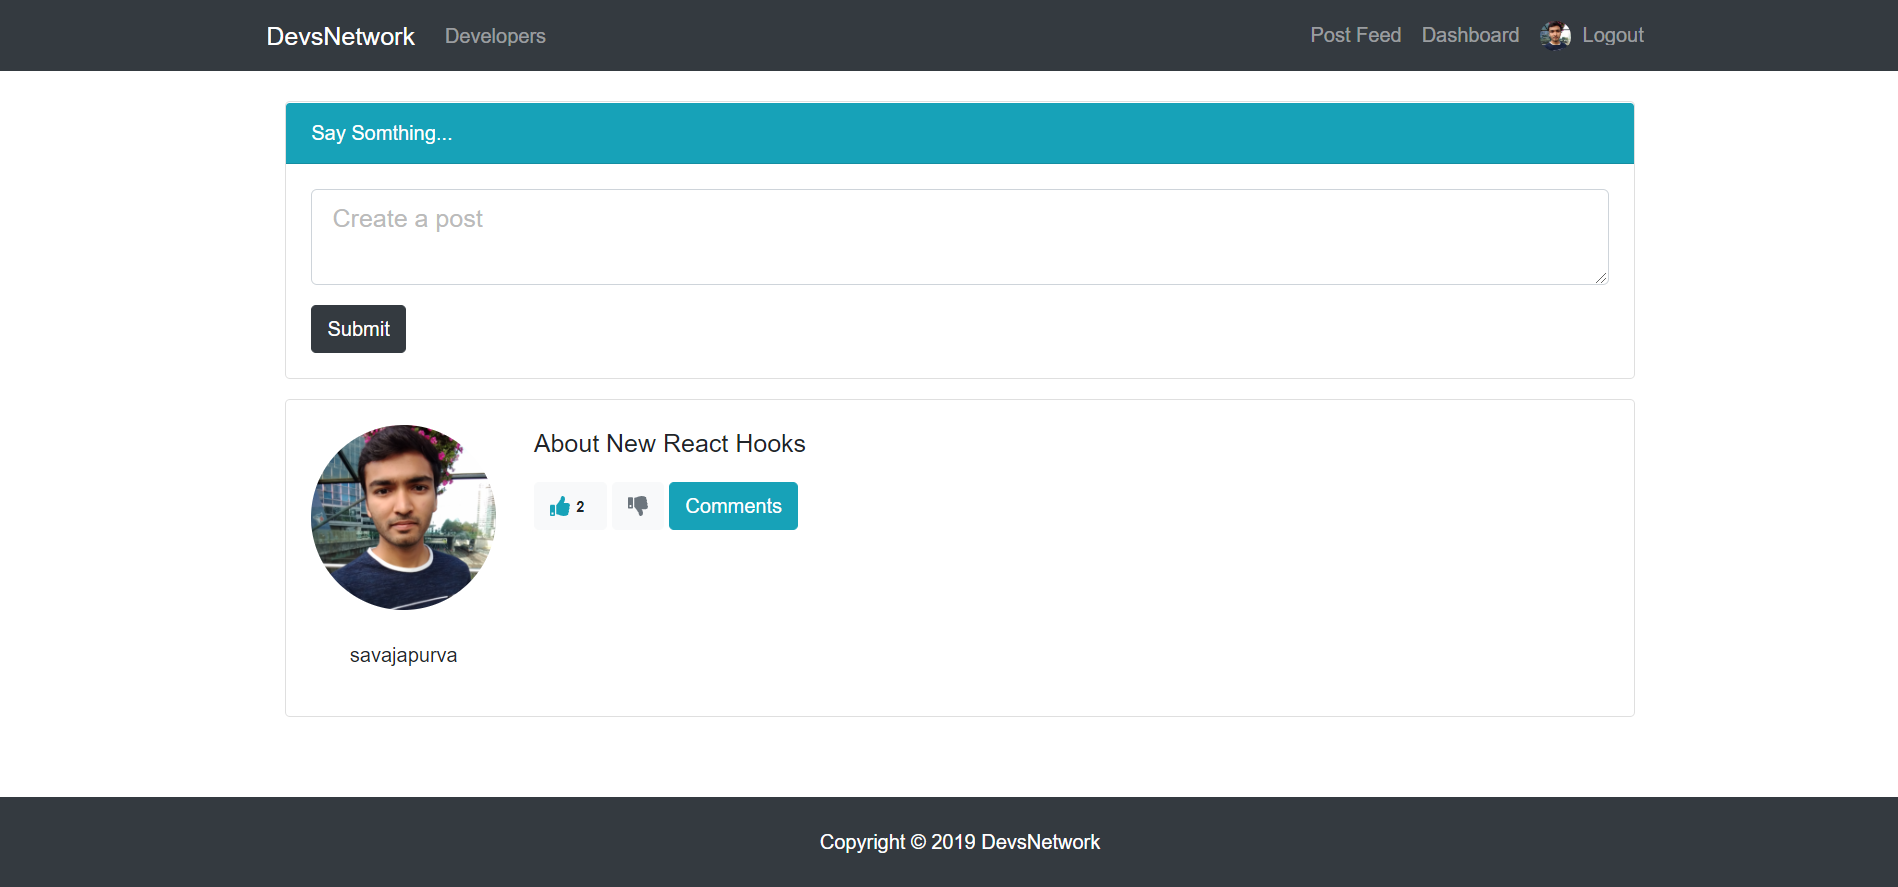 DevsNetwork Developers Post Feed Dashboard Logout
Say Somthing...
Create a post
Submit
About New React Hooks
2 Comments
savajapurva
Copyright © 2019 DevsNetwork